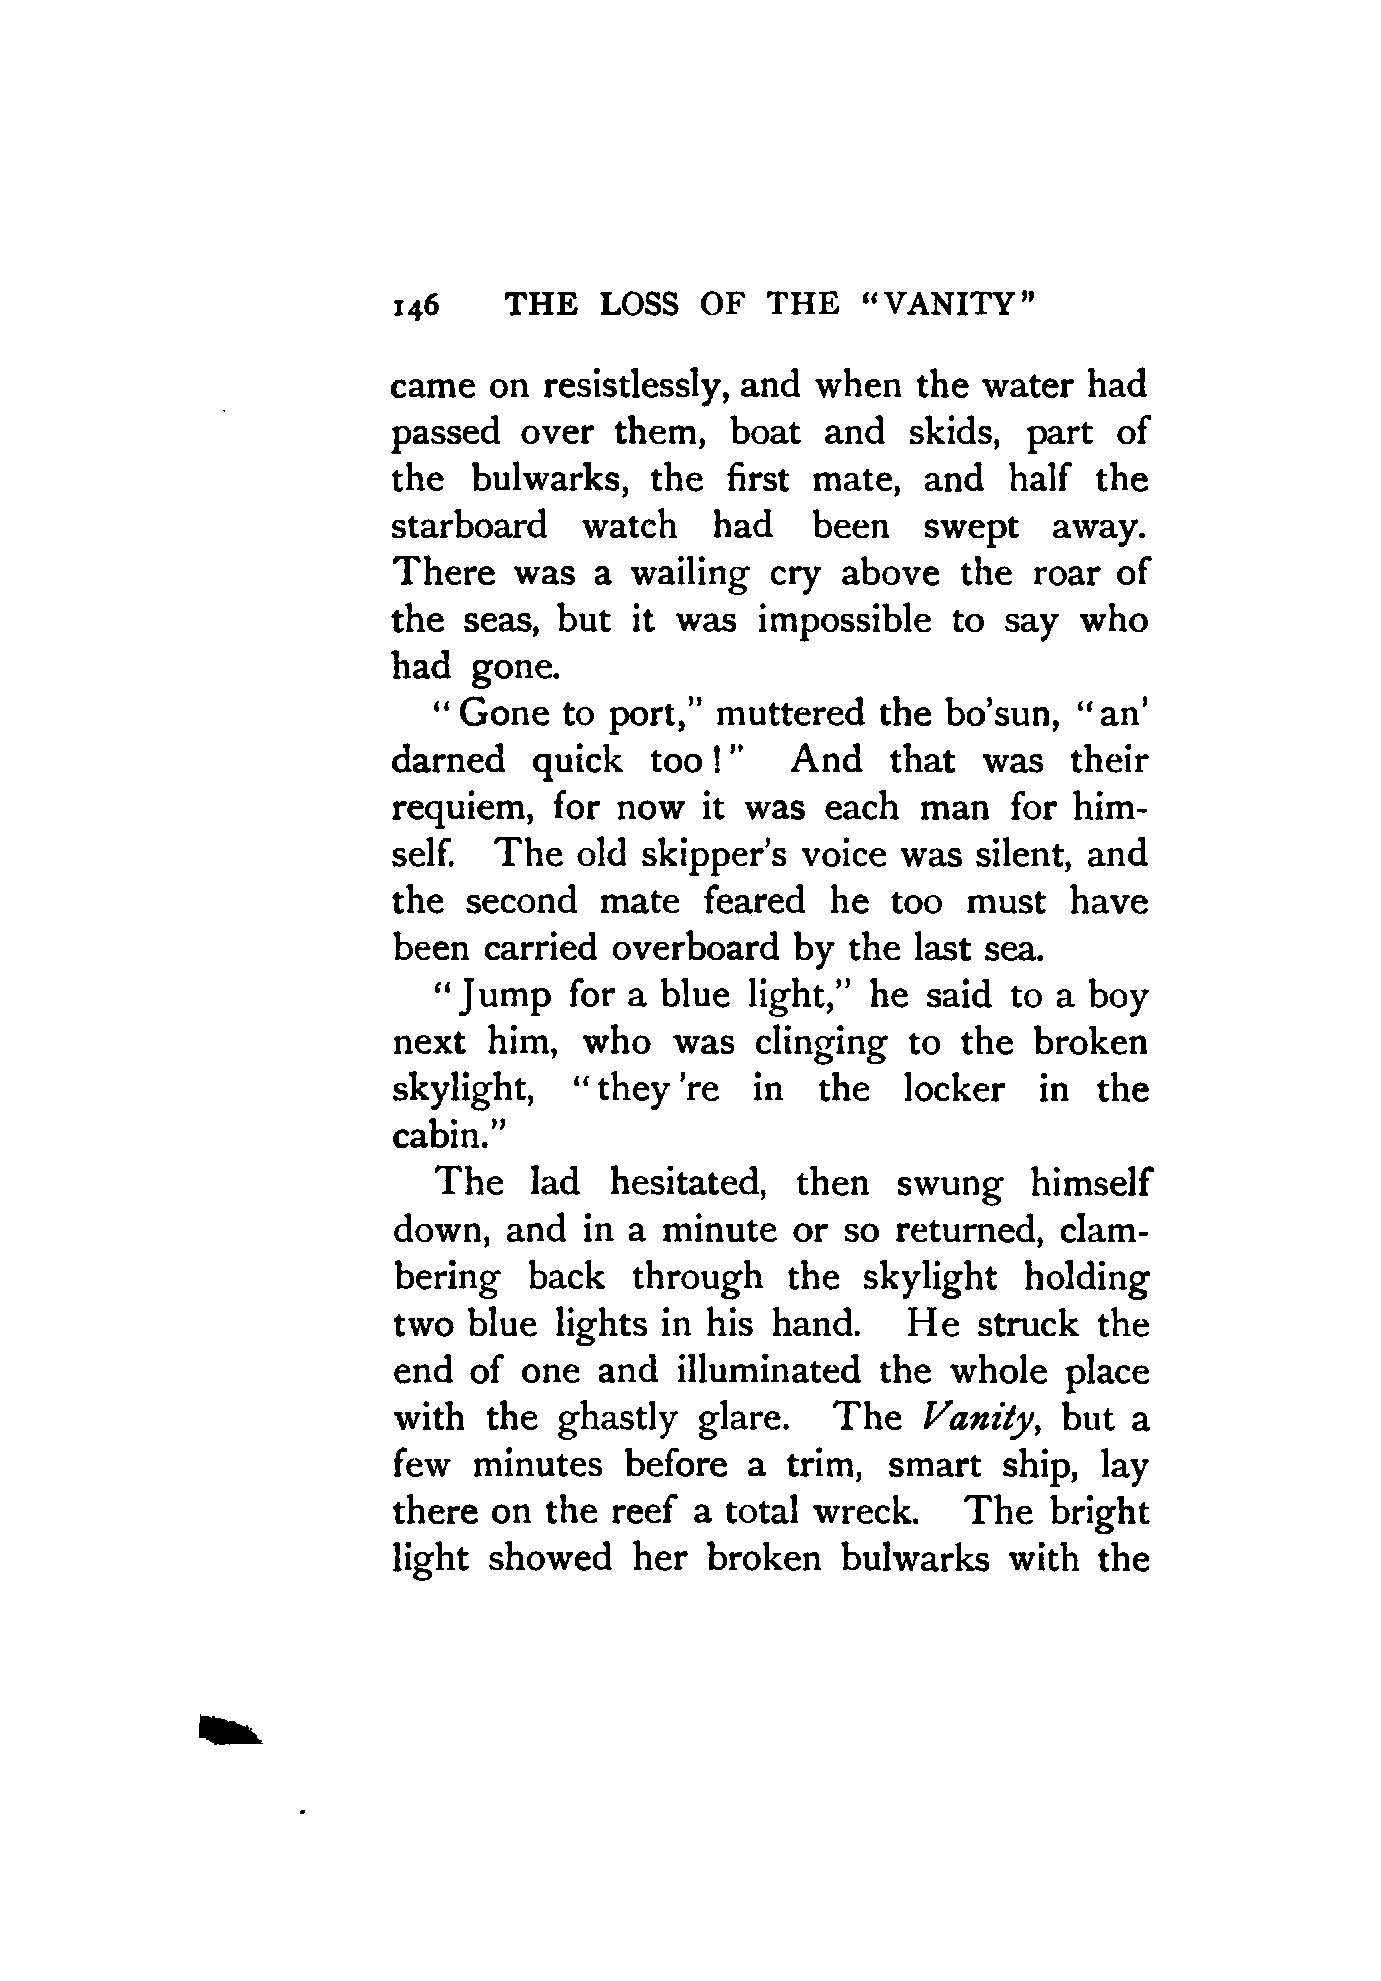 146 THE LOSS OF THE "VANITY"
came on resistlessly, and when the water had
passed over them, boat and skids, part of
the bulwarks, the first mate, and half the
starboard watch had been swept away.
There was a wailing cry above the roar of
the seas, but it was impossible to say who
had gone.
"Gone to port," muttered the bo'sun, "an'
darned quick too!" And that was their
requiem, for now it was each man for him-
self. The old skipper's voice was silent, and
the second mate feared he too must have
been carried overboard by the last sea.
"Jump for a blue light," he said to a boy
next him, who was clinging to the broken
skylight, "they're in the locker in the
cabin."
The lad hesitated, then swung himself
down, and in a minute or so returned, clam-
bering back through the skylight holding
two blue lights in his hand. He struck the
end of one and illuminated the whole place
with the ghastly glare. The Vanity, but a
few minutes before a trim, smart ship, lay
there on the reef a total wreck. The bright
light showed her broken bulwarks with the